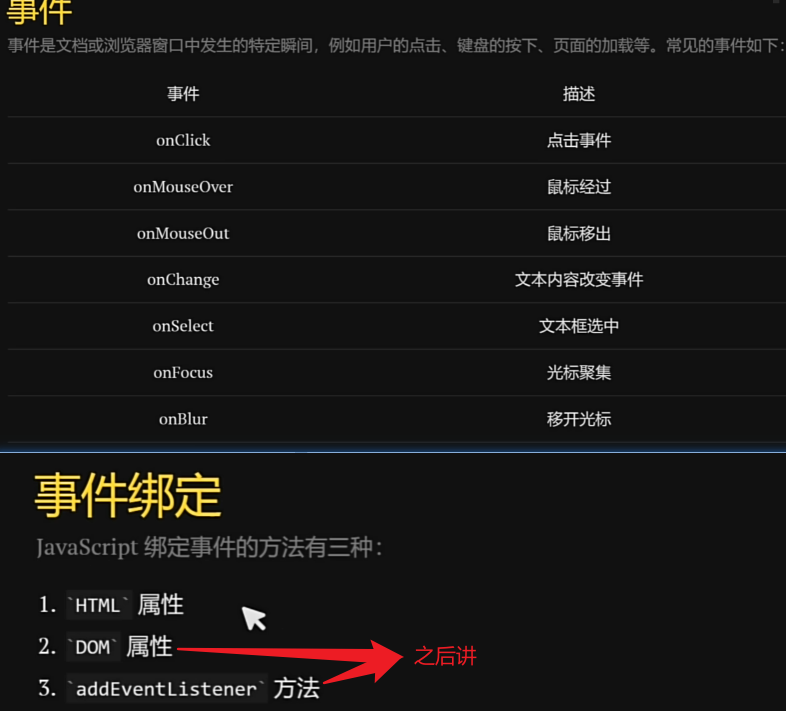 事件
事件是文档或浏览器窗口中发生的特定瞬间，例如用户的点击、键盘的按下、页面的加载等。常见的事件如下：
事件 描述
onClick 点击事件
onMouseOver 鼠标经过
onMouseOut 鼠标移出
onChange 文本内容改变事件
onSelect 文本框选中
onFocus 光标聚集
onBlur 移开光标
事件绑定
JavaScript 绑定事件的方法有三种：
1. `HTML` 属性
2. `DOM` 属性
之后讲
3. `addEventListener` 方法